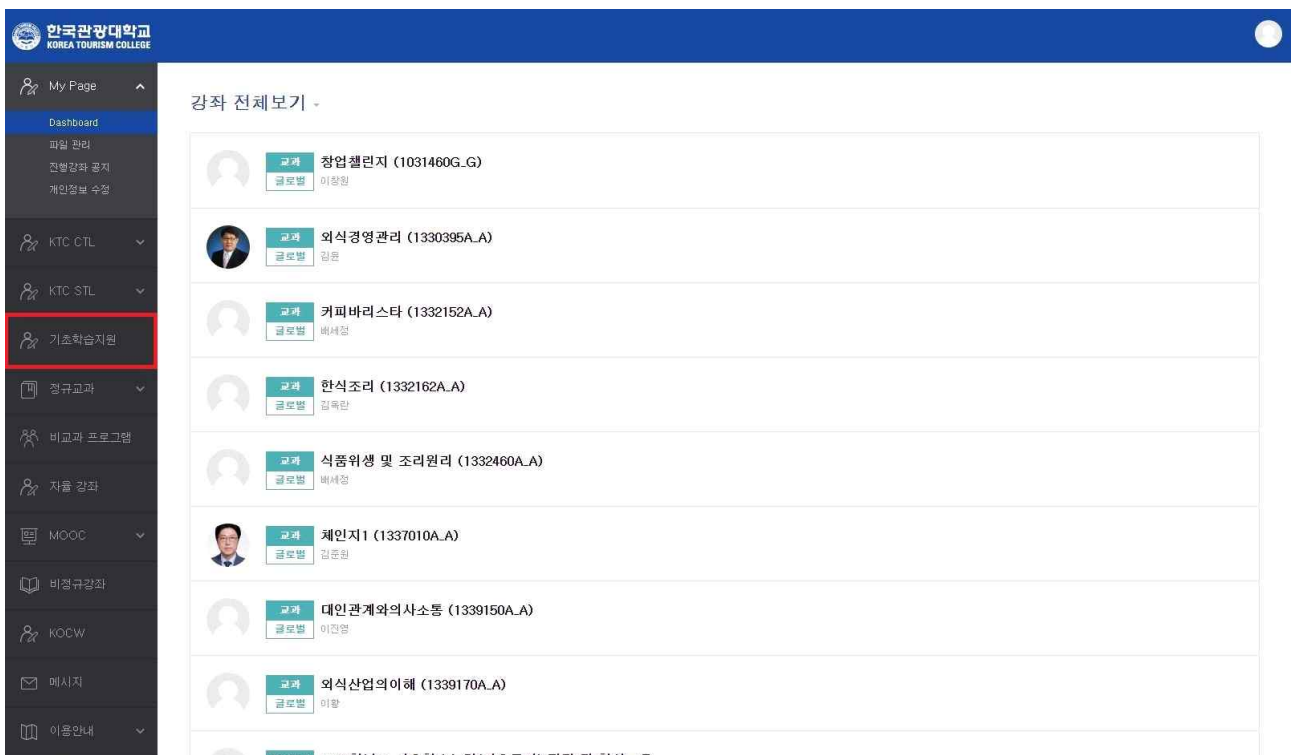 한국관광대학교
KOREA TOURISM COLLEGE
My Page
Dashboard
파일 관리
진행강좌 공지
개인정보 수정
KTC CTL
KTC STL
기초학습지원
정규교과
비교과 프로그램
자율 강좌
MOOC
비정규강좌
KOCW
메시지
이용안내
강좌 전체보기
교과 창업챌린지 (1031460G_G)
글로벌 이창원
교과 외식경영관리 (1330395A_A)
글로벌 김윤
교과 커피바리스타 (1332152A_A)
글로벌 배세정
교과 한식조리 (1332162A_A)
글로벌 김옥란
교과 식품위생 및 조리원리 (1332460A_A)
글로벌 배세정
교과 체인지1 (1337010A_A)
글로벌 김준원
교과 대인관계와의사소통 (1339150A_A)
글로벌 이진영
교과 외식산업의이해 (1339170A_A)
글로벌 이황